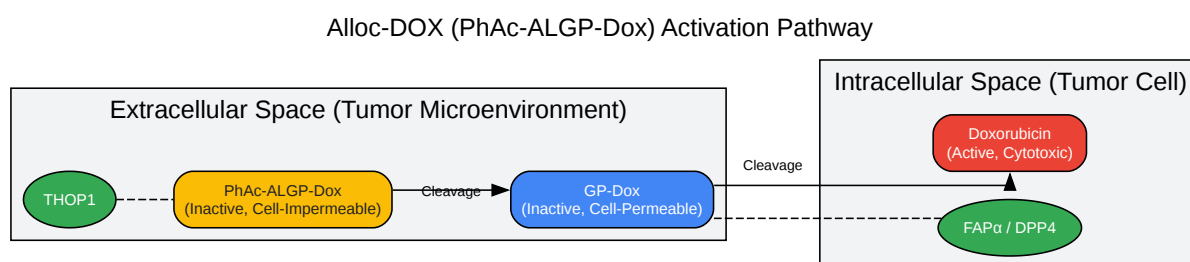 Alloc-DOX (PhAc-ALGP-Dox) Activation Pathway
Extracellular Space (Tumor Microenvironment)
THOP1
PhAc-ALGP-Dox
(Inactive, Cell-Impermeable)
Cleavage
GP-Dox
(Inactive, Cell-Permeable)
Cleavage
Intracellular Space (Tumor Cell)
Doxorubicin
(Active, Cytotoxic)
FAPα / DPP4